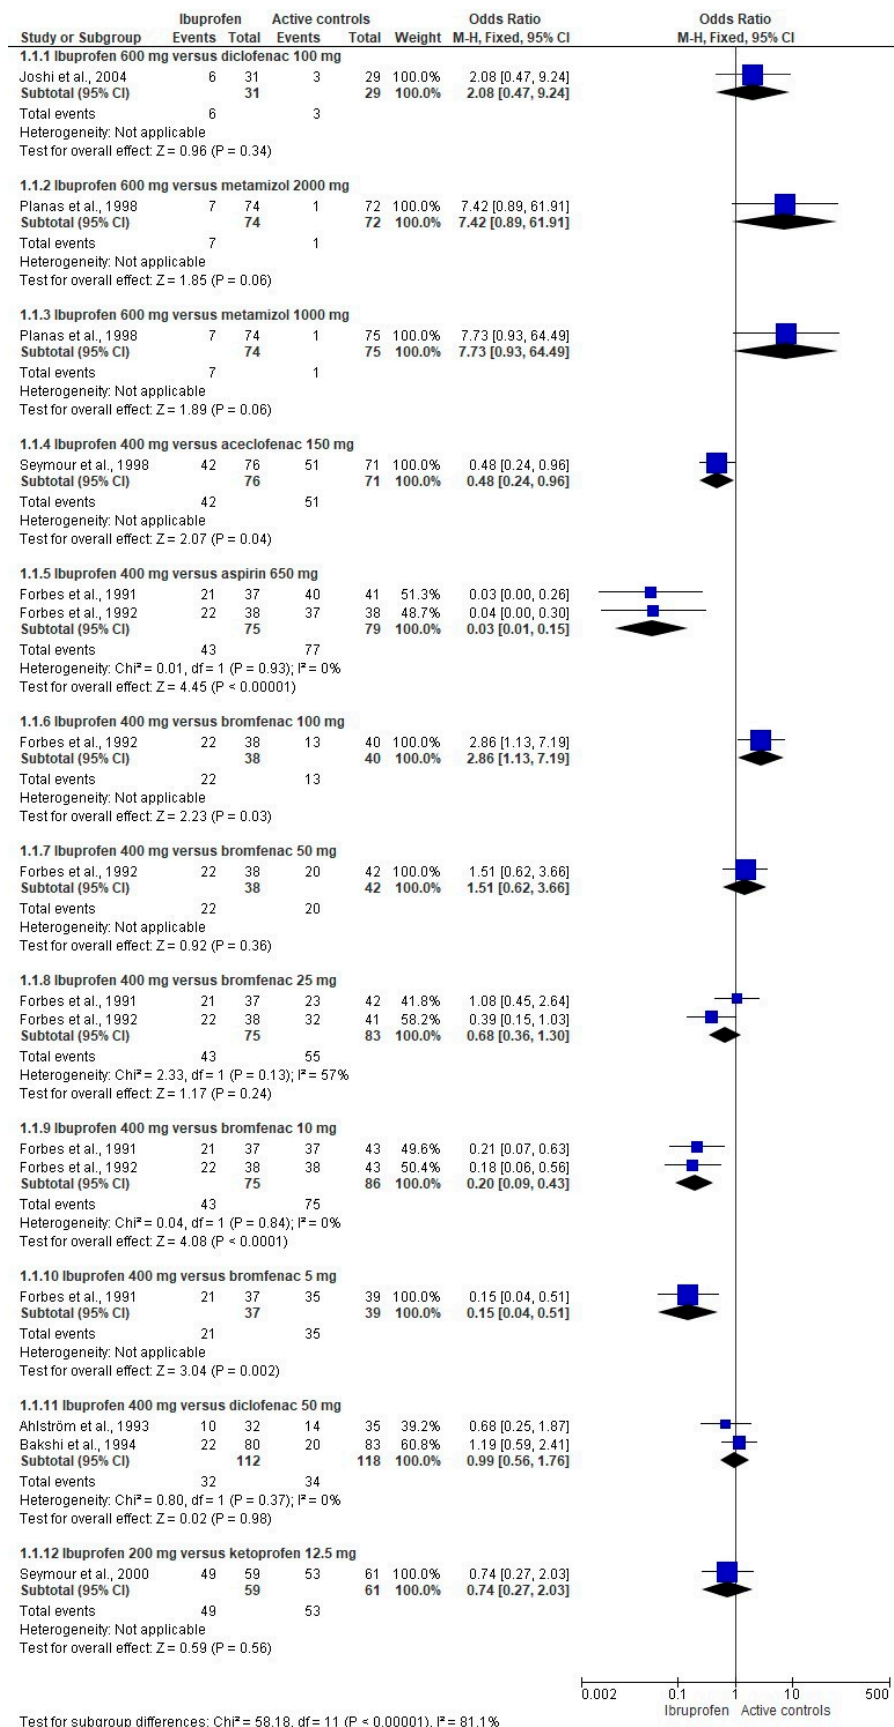 Ibuprofen Active controls Odds Ratio Odds Ratio
Study or Subgroup Events Total Events Total Weight M-H, Fixed, 95% CI M-H, Fixed, 95% CI
1.1.1 Ibuprofen 600 mg versus diclofenac 100 mg
Joshi et al., 2004 6 31 3 29 100.0% 2.08 [0.47, 9.24]
Subtotal (95% CI) 31 29 100.0% 2.08 [0.47, 9.24]
Total events 6 3
Heterogeneity: Not applicable
Test for overall effect: Z = 0.96 (P = 0.34)
1.1.2 Ibuprofen 600 mg versus metamizol 2000 mg
Planas et al., 1998 7 74 1 72 100.0% 7.42 [0.89, 61.91]
Subtotal (95% CI) 74 72 100.0% 7.42 [0.89, 61.91]
Total events 7 1
Heterogeneity: Not applicable
Test for overall effect: Z = 1.85 (P = 0.06)
1.1.3 Ibuprofen 600 mg versus metamizol 1000 mg
Planas et al., 1998 7 74 1 75 100.0% 7.73 [0.93, 64.49]
Subtotal (95% CI) 74 75 100.0% 7.73 [0.93, 64.49]
Total events 7 1
Heterogeneity: Not applicable
Test for overall effect: Z = 1.89 (P = 0.06)
1.1.4 Ibuprofen 400 mg versus aceclofenac 150 mg
Seymour et al., 1998 42 76 51 71 100.0% 0.48 [0.24, 0.96]
Subtotal (95% CI) 76 71 100.0% 0.48 [0.24, 0.96]
Total events 42 51
Heterogeneity: Not applicable
Test for overall effect: Z = 2.07 (P = 0.04)
1.1.5 Ibuprofen 400 mg versus aspirin 650 mg
Forbes et al., 1991 21 37 40 41 51.3% 0.03 [0.00, 0.26]
Forbes et al., 1992 22 38 37 38 48.7% 0.04 [0.00, 0.30]
Subtotal (95% CI) 75 79 100.0% 0.03 [0.01, 0.15]
Total events 43 77
Heterogeneity: Chi² = 0.01, df = 1 (P = 0.93); I² = 0%
Test for overall effect: Z = 4.45 (P < 0.00001)
1.1.6 Ibuprofen 400 mg versus bromfenac 100 mg
Forbes et al., 1992 22 38 13 40 100.0% 2.86 [1.13, 7.19]
Subtotal (95% CI) 38 40 100.0% 2.86 [1.13, 7.19]
Total events 22 13
Heterogeneity: Not applicable
Test for overall effect: Z = 2.23 (P = 0.03)
1.1.7 Ibuprofen 400 mg versus bromfenac 50 mg
Forbes et al., 1992 22 38 20 42 100.0% 1.51 [0.62, 3.66]
Subtotal (95% CI) 38 42 100.0% 1.51 [0.62, 3.66]
Total events 22 20
Heterogeneity: Not applicable
Test for overall effect: Z = 0.92 (P = 0.36)
1.1.8 Ibuprofen 400 mg versus bromfenac 25 mg
Forbes et al., 1991 21 37 23 42 41.8% 1.08 [0.45, 2.64]
Forbes et al., 1992 22 38 32 41 58.2% 0.39 [0.15, 1.03]
Subtotal (95% CI) 75 83 100.0% 0.68 [0.36, 1.30]
Total events 43 55
Heterogeneity: Chi² = 2.33, df = 1 (P = 0.13); I² = 57%
Test for overall effect: Z = 1.17 (P = 0.24)
1.1.9 Ibuprofen 400 mg versus bromfenac 10 mg
Forbes et al., 1991 21 37 37 43 49.6% 0.21 [0.07, 0.63]
Forbes et al., 1992 22 38 38 43 50.4% 0.18 [0.06, 0.56]
Subtotal (95% CI) 75 86 100.0% 0.20 [0.09, 0.43]
Total events 43 75
Heterogeneity: Chi² = 0.04, df = 1 (P = 0.84); I² = 0%
Test for overall effect: Z = 4.08 (P < 0.0001)
1.1.10 Ibuprofen 400 mg versus bromfenac 5 mg
Forbes et al., 1991 21 37 35 39 100.0% 0.15 [0.04, 0.51]
Subtotal (95% CI) 37 39 100.0% 0.15 [0.04, 0.51]
Total events 21 35
Heterogeneity: Not applicable
Test for overall effect: Z = 3.04 (P = 0.002)
1.1.11 Ibuprofen 400 mg versus diclofenac 50 mg
Ahlström et al., 1993 10 32 14 35 39.2% 0.68 [0.25, 1.87]
Bakshi et al., 1994 22 80 20 83 60.8% 1.19 [0.59, 2.41]
Subtotal (95% CI) 112 118 100.0% 0.99 [0.56, 1.76]
Total events 32 34
Heterogeneity: Chi² = 0.80, df = 1 (P = 0.37); I² = 0%
Test for overall effect: Z = 0.02 (P = 0.98)
1.1.12 Ibuprofen 200 mg versus ketoprofen 12.5 mg
Seymour et al., 2000 49 59 53 61 100.0% 0.74 [0.27, 2.03]
Subtotal (95% CI) 59 61 100.0% 0.74 [0.27, 2.03]
Total events 49 53
Heterogeneity: Not applicable
Test for overall effect: Z = 0.59 (P = 0.56)
0.002 0.1 1 10 500
Ibruprofen Active controls
Test for subgroup differences: Chi² = 58.18, df = 11 (P < 0.00001), I² = 81.1%